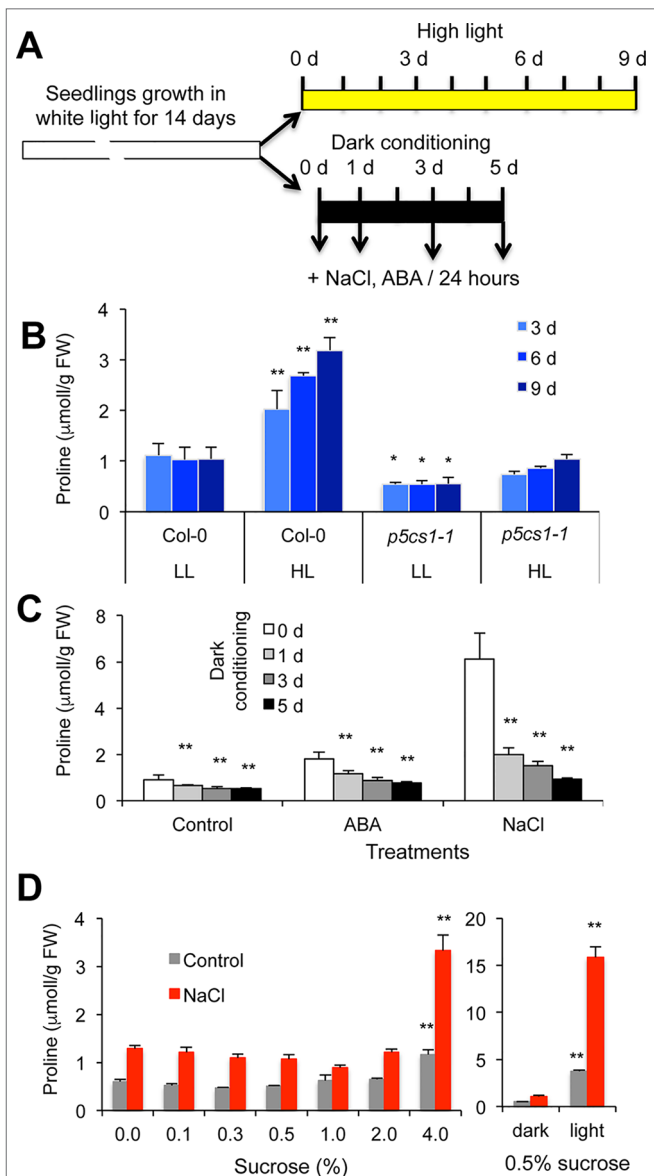 A
High light
0 d 3 d 6 d 9 d
Seedlings growth in
white light for 14 days
Dark conditioning
0 d 1 d 3 d 5 d
+ NaCl, ABA / 24 hours
B
Proline (µmoll/g FW)
4
3
2
1
0
** ** **
* * *
3 d
6 d
9 d
Col-0 Col-0 p5cs1-1 p5cs1-1
LL HL LL HL
C
Proline (µmoll/g FW)
8
6
4
2
0
Dark
conditioning
0 d
1 d
3 d
5 d
** ** **
** ** **
** ** **
Control ABA NaCl
Treatments
D
Proline (µmoll/g FW)
4
3
2
1
0
Control
NaCl
**
**
0.0 0.1 0.3 0.5 1.0 2.0 4.0
Sucrose (%)
20
15
10
5
0
**
**
dark light
0.5% sucrose